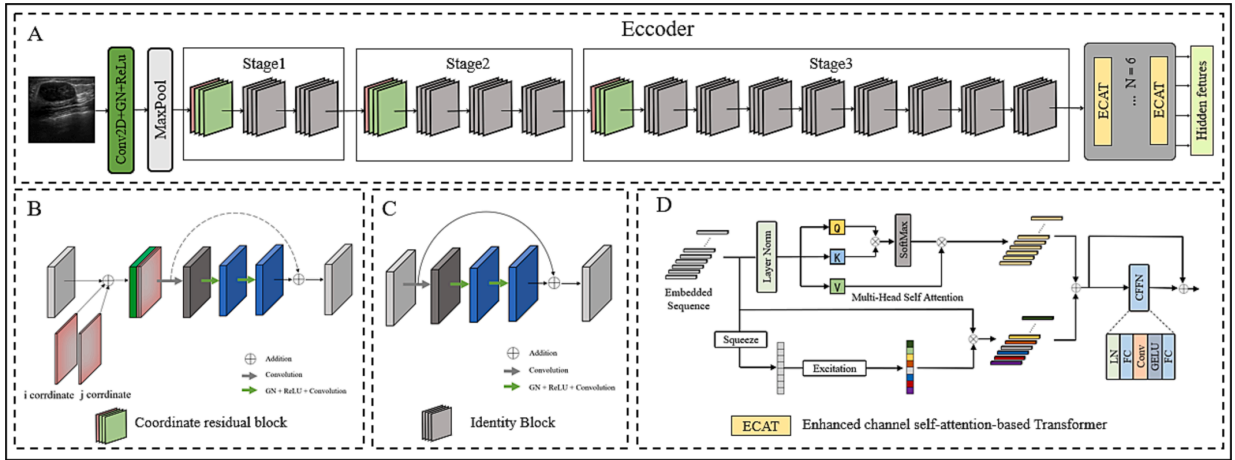 A
Eccoder
Conv2D+GN+ReLu
MaxPool
Stage1
Stage2
Stage3
ECAT
... N = 6
ECAT
Hidden fetures
B
i corrdinate
j corrdinate
Addition
Convolution
GN + ReLU + Convolution
Coordinate residual block
C
Addition
Convolution
GN + ReLU + Convolution
Identity Block
D
Embedded
Sequence
Layer Norm
Q
K
V
SoftMax
Multi-Head Self Attention
Squeeze
Excitation
CFFN
LN
FC
Conv
GELU
FC
ECAT
Enhanced channel self-attention-based Transformer